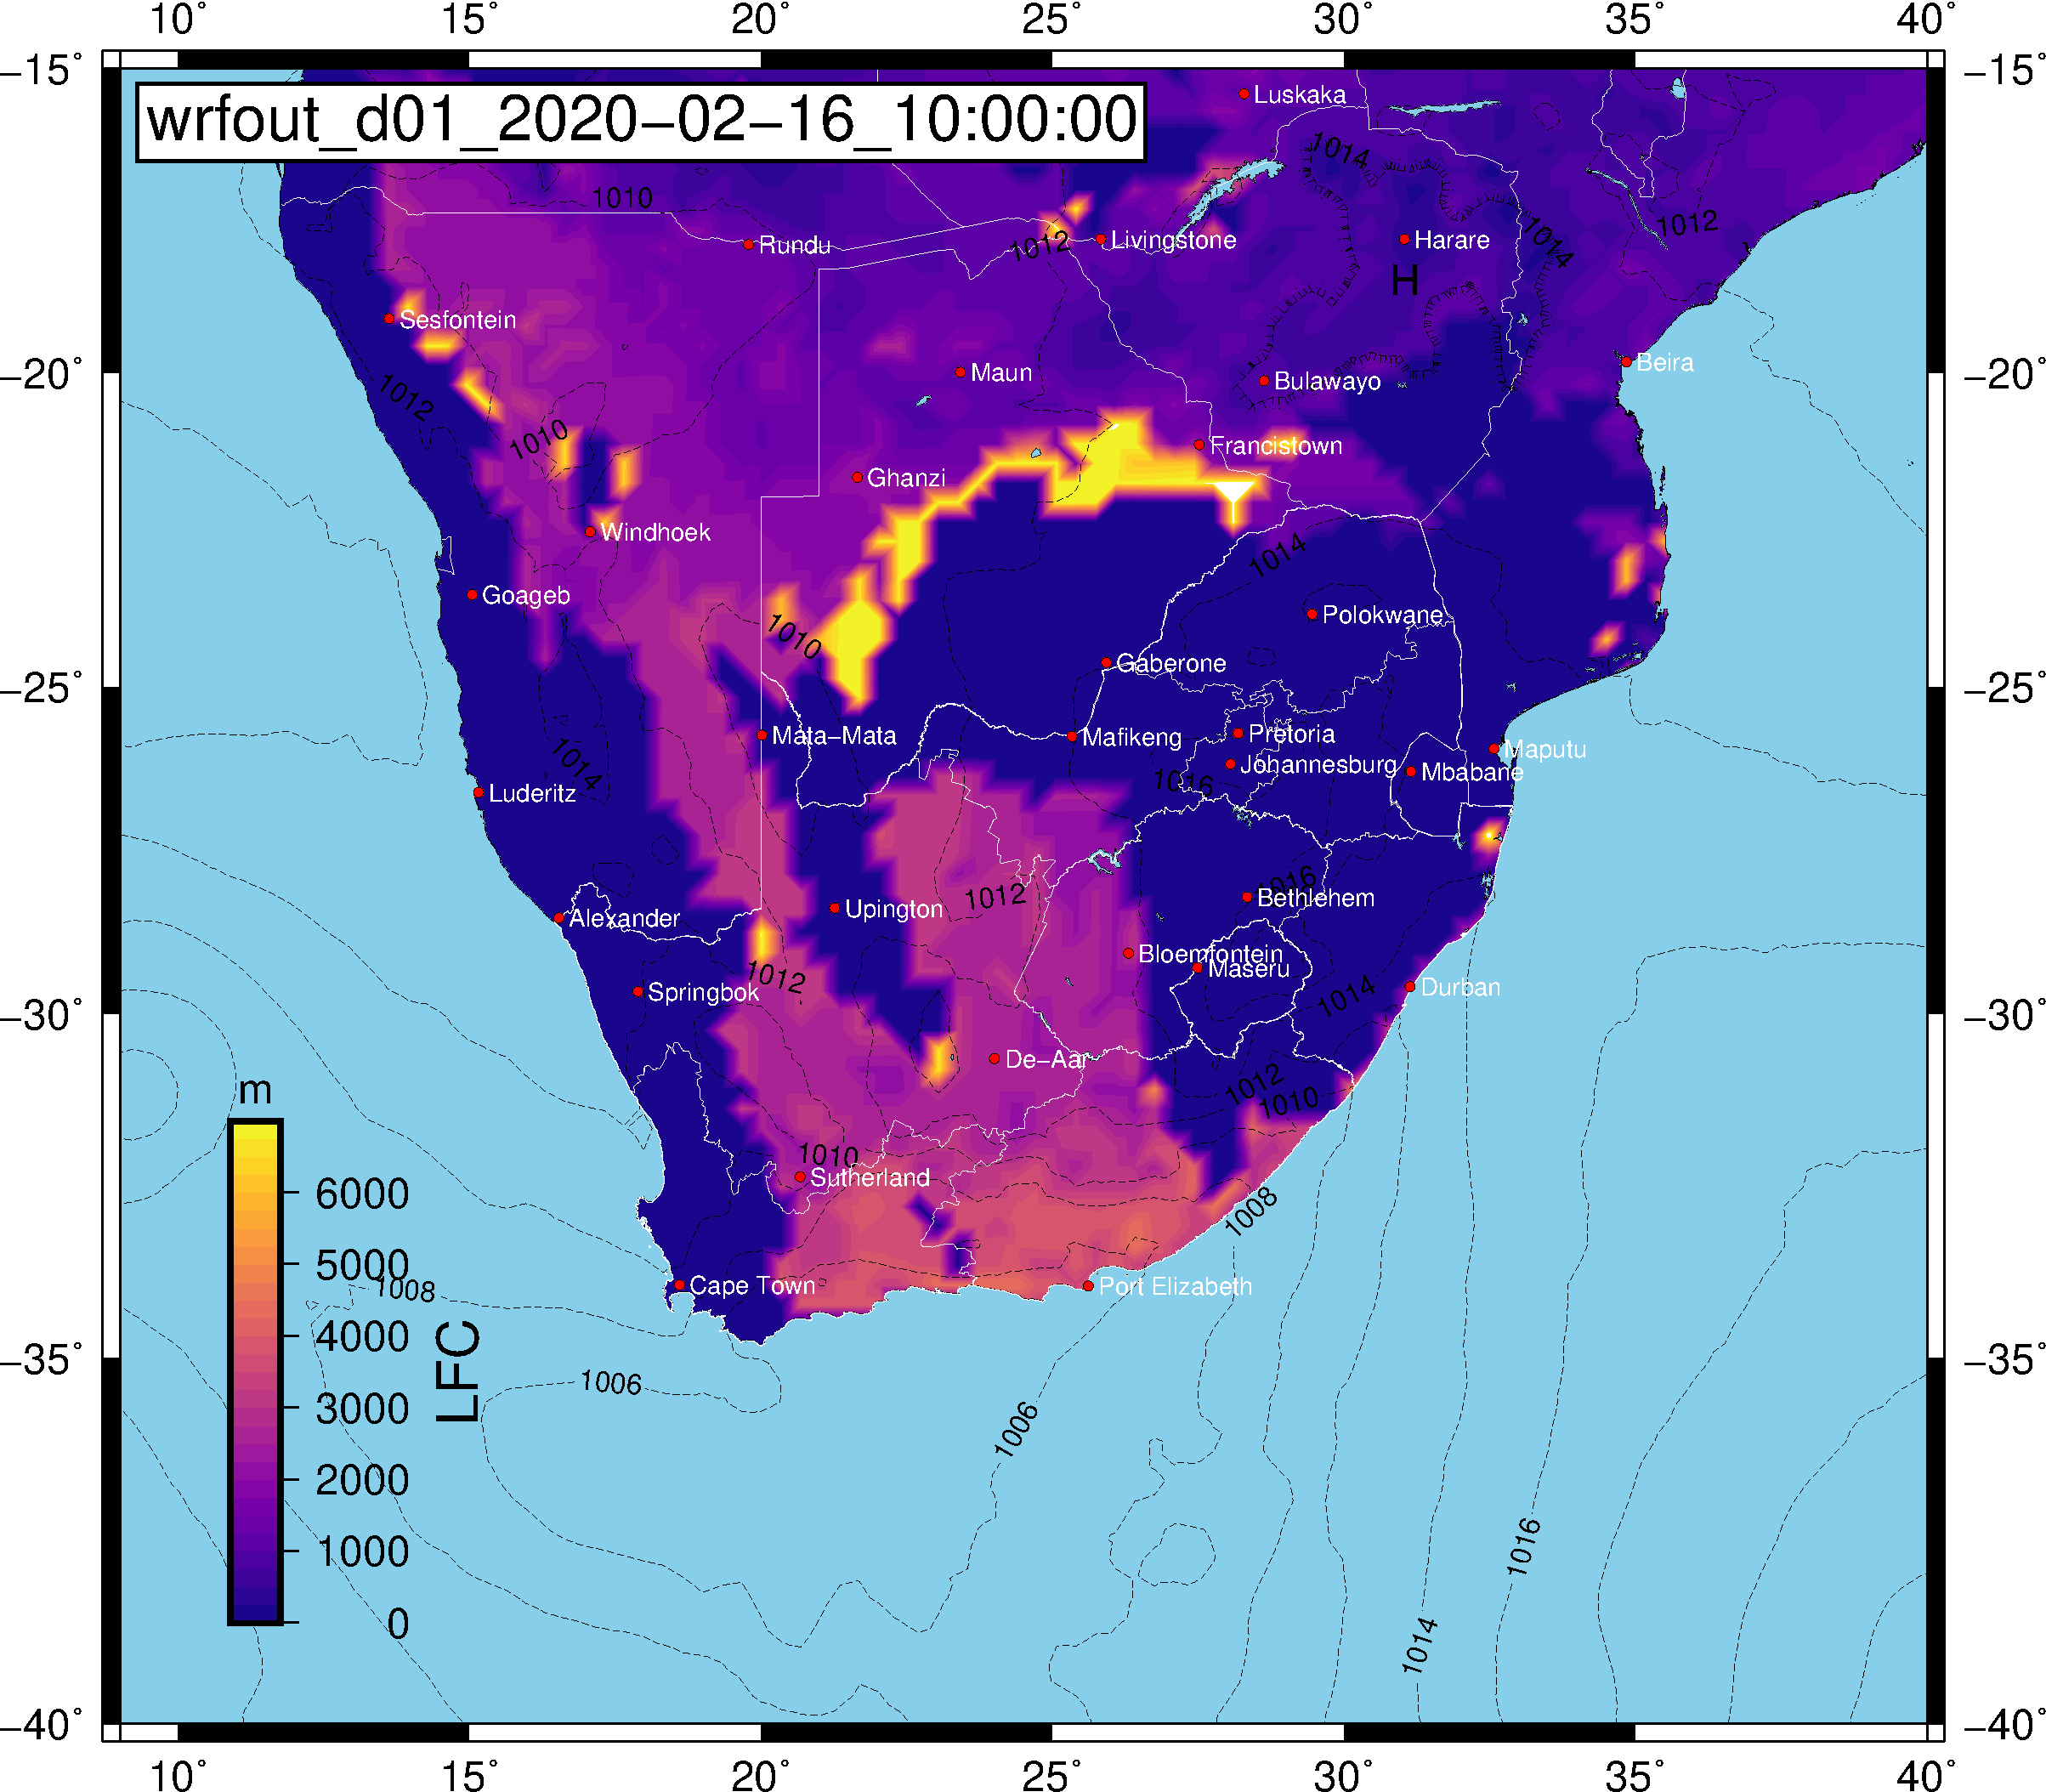 10° 15° 20° 25° 30° 35° 40°
−15° −15°
wrfout_d01_2020−02−16_10:00:00
Luskaka
1014
1010
1012
Rundu
1012
Livingstone
Harare
1014
H
Sesfontein
Beira
−20° −20°
Maun
Bulawayo
1012
1010
Francistown
Ghanzi
Windhoek
1014
Goageb
Polokwane
1010
Gaberone
−25° −25°
Mata−Mata
Mafikeng
Pretoria
Maputu
1014
Johannesburg
Mbabane
1016
Luderitz
1012
1016
Bethlehem
Alexander
Upington
Bloemfontein
Maseru
1012
Springbok
1014
Durban
−30° −30°
De−Aar
1012
1010
m
1010
Sutherland
6000
1008
5000
1008
Cape Town
Port Elizabeth
4000
LFC
−35° −35°
1006
3000
1006
2000
1000
1016
0
1014
−40° −40°
10° 15° 20° 25° 30° 35° 40°